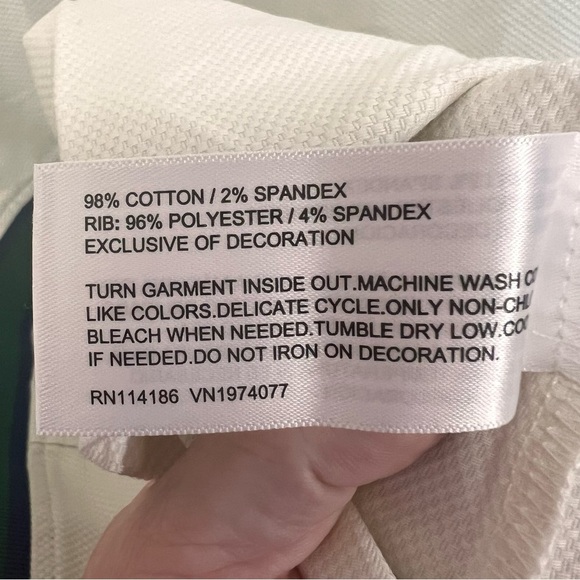 98% COTTON / 2% SPANDEX
RIB: 96% POLYESTER / 4% SPANDEX
EXCLUSIVE OF DECORATION
TURN GARMENT INSIDE OUT.MACHINE WASH
LIKE COLORS.DELICATE CYCLE.ONLY
BLEACH WHEN NEEDED.TUMBLE DRY LOW.
IF NEEDED.DO NOT IRON ON DECORATION.
RN114186 VN1974077